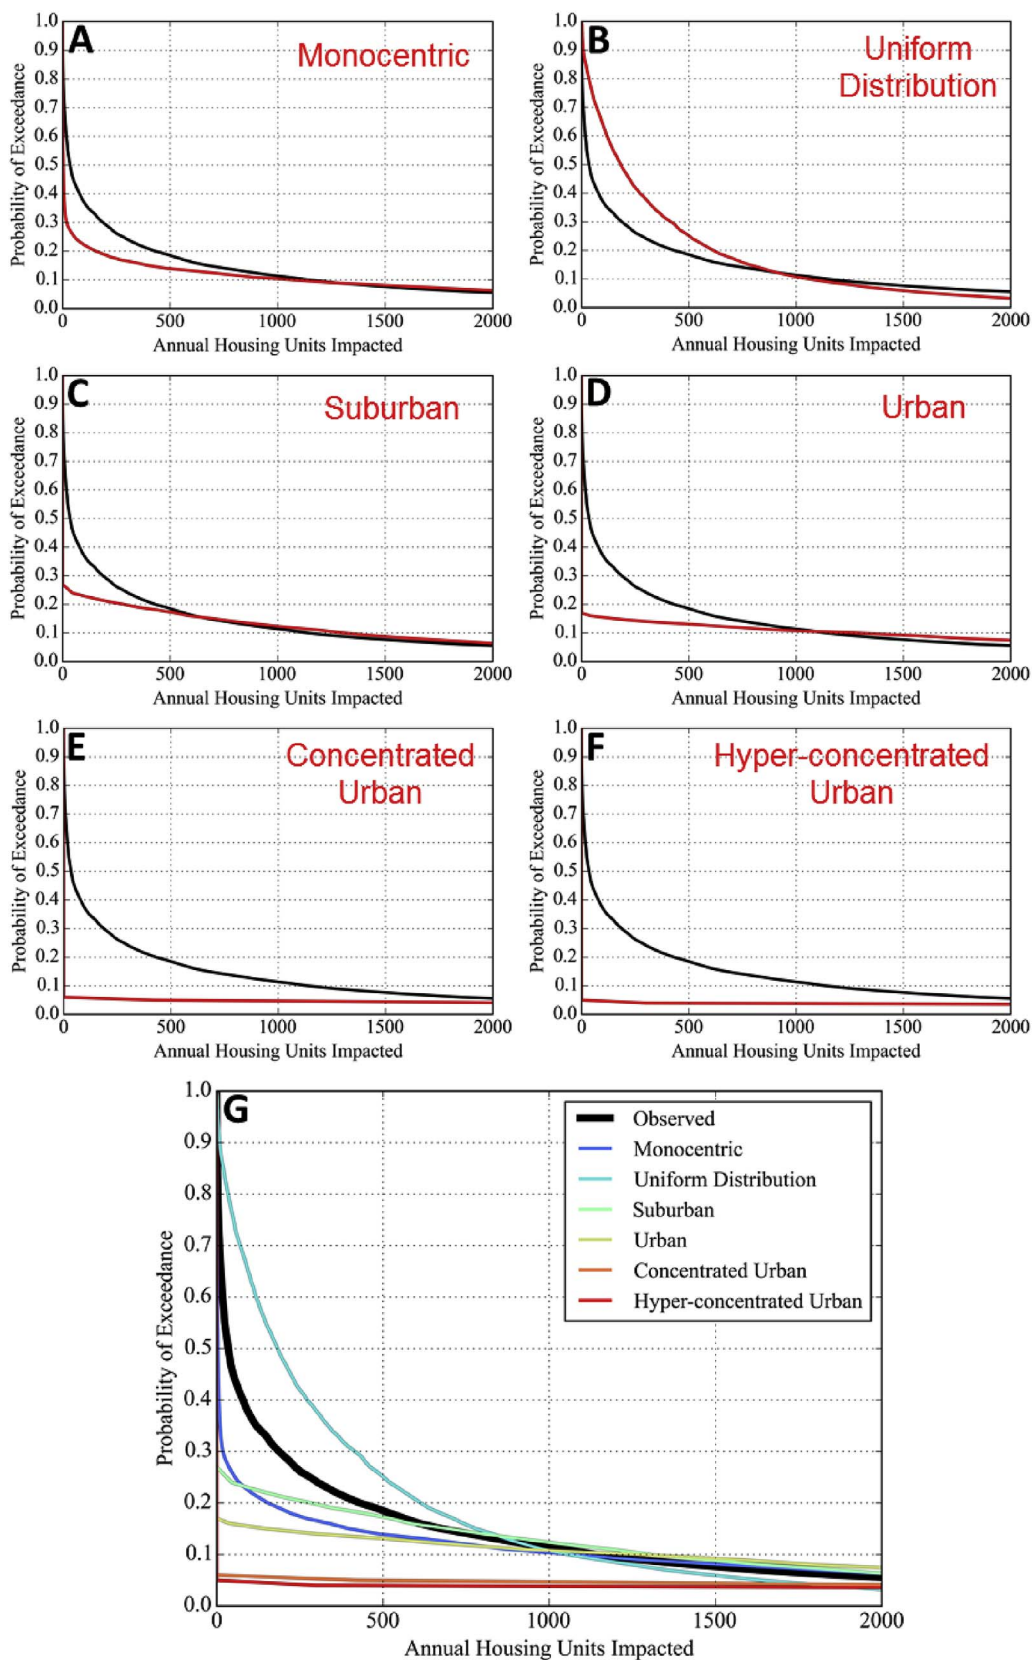 A
Monocentric
1.0
0.9
0.8
0.7
0.6
0.5
0.4
0.3
0.2
0.1
0.0
Probability of Exceedance
0 500 1000 1500 2000
Annual Housing Units Impacted
B
Uniform
Distribution
1.0
0.9
0.8
0.7
0.6
0.5
0.4
0.3
0.2
0.1
0.0
Probability of Exceedance
0 500 1000 1500 2000
Annual Housing Units Impacted
C
Suburban
1.0
0.9
0.8
0.7
0.6
0.5
0.4
0.3
0.2
0.1
0.0
Probability of Exceedance
0 500 1000 1500 2000
Annual Housing Units Impacted
D
Urban
1.0
0.9
0.8
0.7
0.6
0.5
0.4
0.3
0.2
0.1
0.0
Probability of Exceedance
0 500 1000 1500 2000
Annual Housing Units Impacted
E
Concentrated
Urban
1.0
0.9
0.8
0.7
0.6
0.5
0.4
0.3
0.2
0.1
0.0
Probability of Exceedance
0 500 1000 1500 2000
Annual Housing Units Impacted
F
Hyper-concentrated
Urban
1.0
0.9
0.8
0.7
0.6
0.5
0.4
0.3
0.2
0.1
0.0
Probability of Exceedance
0 500 1000 1500 2000
Annual Housing Units Impacted
G
Observed
Monocentric
Uniform Distribution
Suburban
Urban
Concentrated Urban
Hyper-concentrated Urban
1.0
0.9
0.8
0.7
0.6
0.5
0.4
0.3
0.2
0.1
0.0
Probability of Exceedance
0 500 1000 1500 2000
Annual Housing Units Impacted